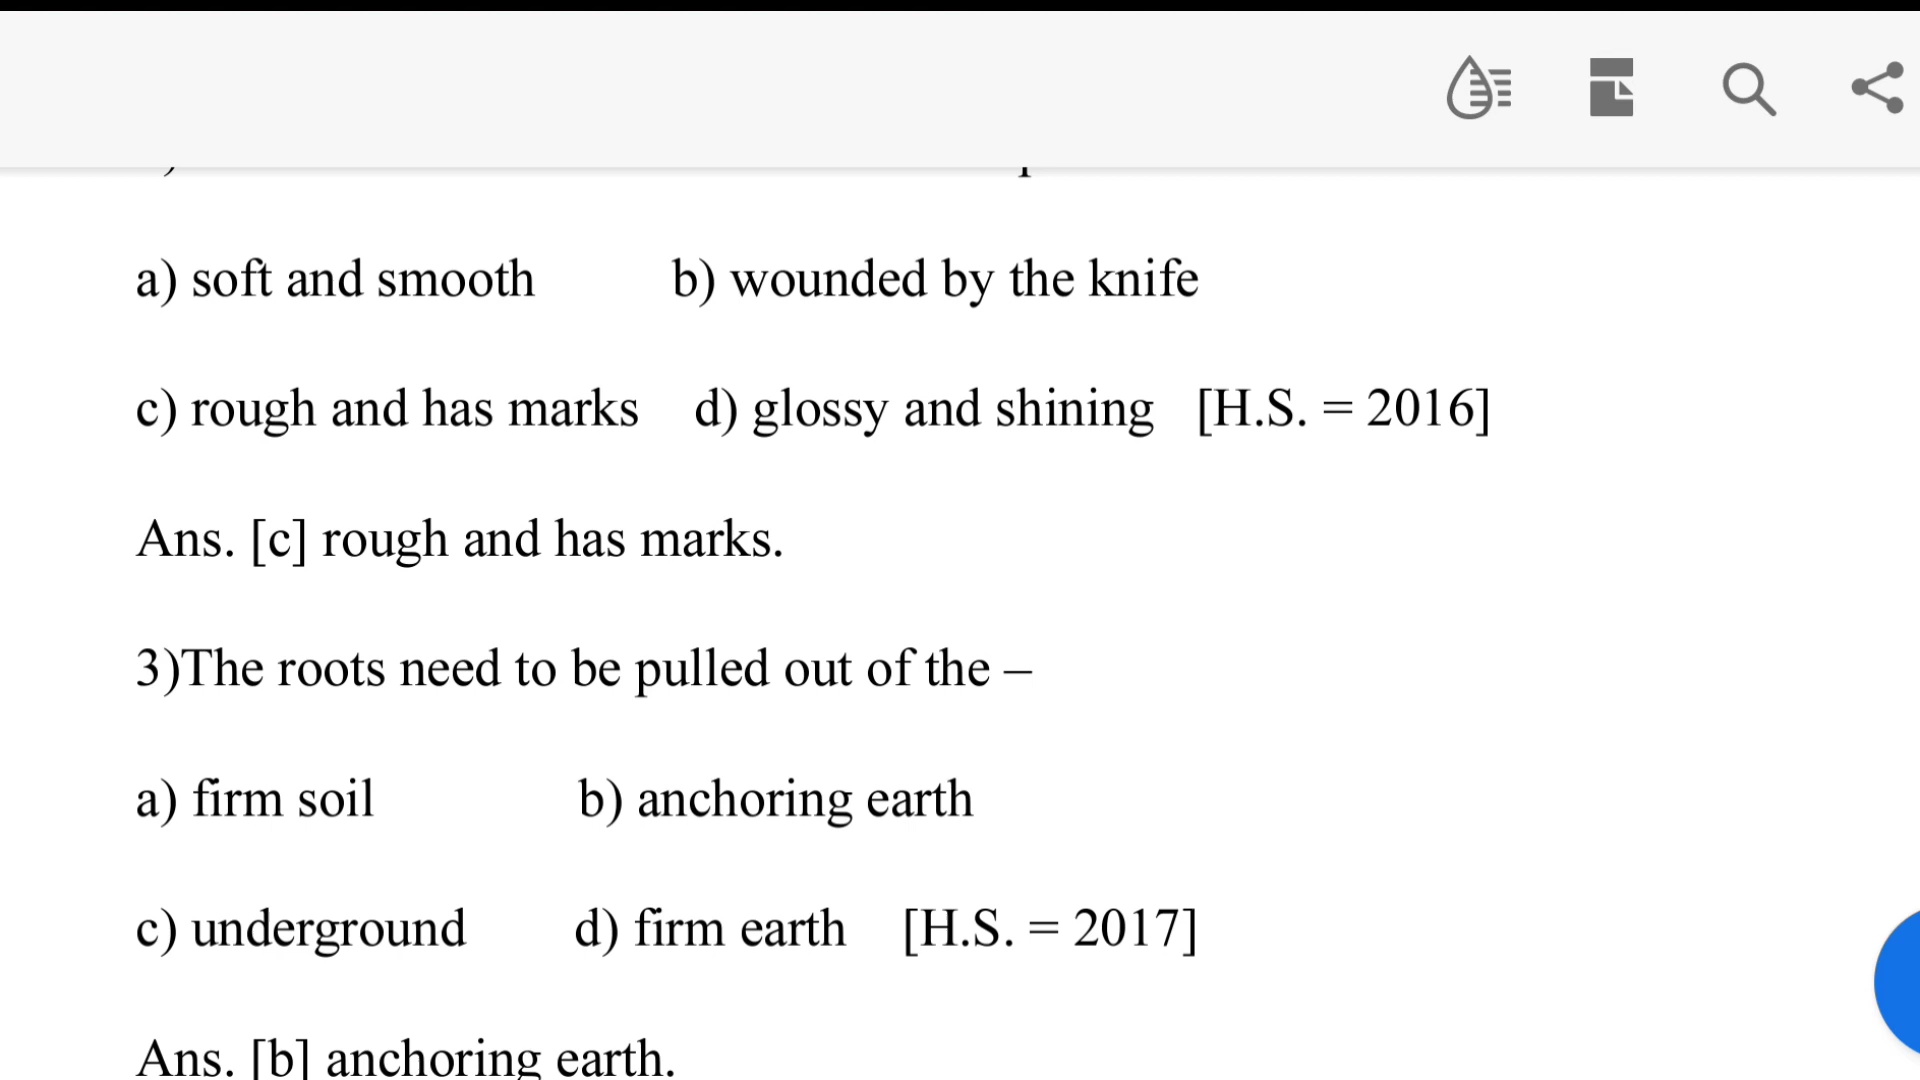 a) soft and smooth b) wounded by the knife
c) rough and has marks d) glossy and shining [H.S. = 2016]
Ans. [c] rough and has marks.
3)The roots need to be pulled out of the –
a) firm soil b) anchoring earth
c) underground d) firm earth [H.S. = 2017]
Ans. [b] anchoring earth.